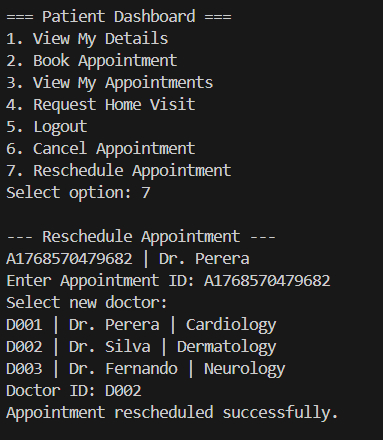 === Patient Dashboard ===
1. View My Details
2. Book Appointment
3. View My Appointments
4. Request Home Visit
5. Logout
6. Cancel Appointment
7. Reschedule Appointment
Select option: 7
--- Reschedule Appointment ---
A1768570479682 | Dr. Perera
Enter Appointment ID: A1768570479682
Select new doctor:
D001 | Dr. Perera | Cardiology
D002 | Dr. Silva | Dermatology
D003 | Dr. Fernando | Neurology
Doctor ID: D002
Appointment rescheduled successfully.